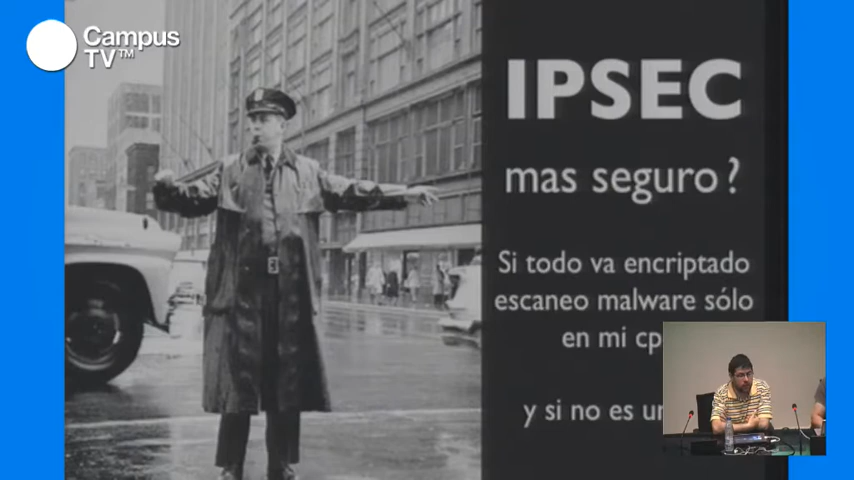 Campus
TV™
IPSEC
mas seguro?
Si todo va encriptado
escaneo malware sólo
en mi
y si no es